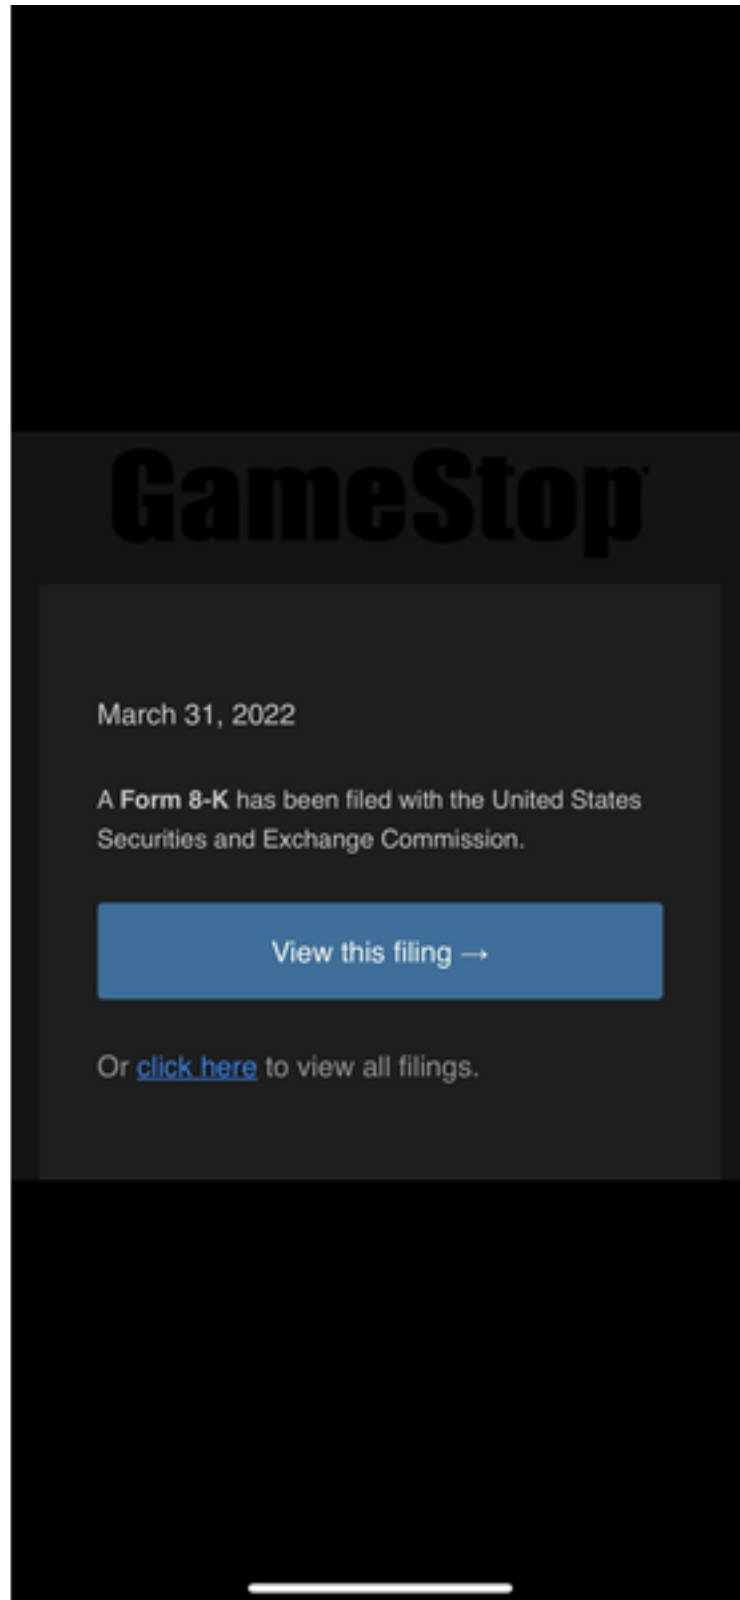 GameStop
March 31, 2022
A Form 8-K has been filed with the United States
Securities and Exchange Commission.
View this filing →
Or click here to view all filings.